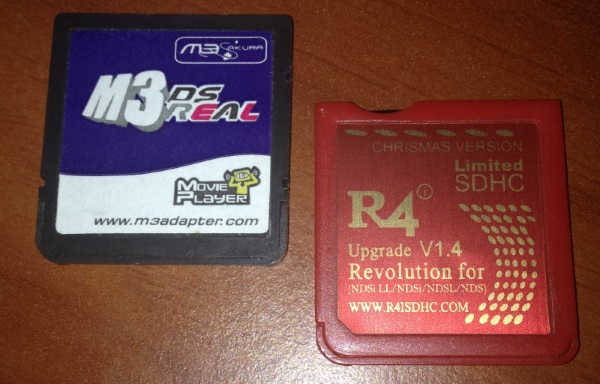 M3 SAKURA
M3 DS
REAL
MOVIE
PLAYER
www.m3adapter.com
CHRISMAS VERSION
Limited
SDHC
R4i
Upgrade V1.4
Revolution for
(NDSi LL/NDSi/NDSL/NDS)
WWW.R4ISDHC.COM